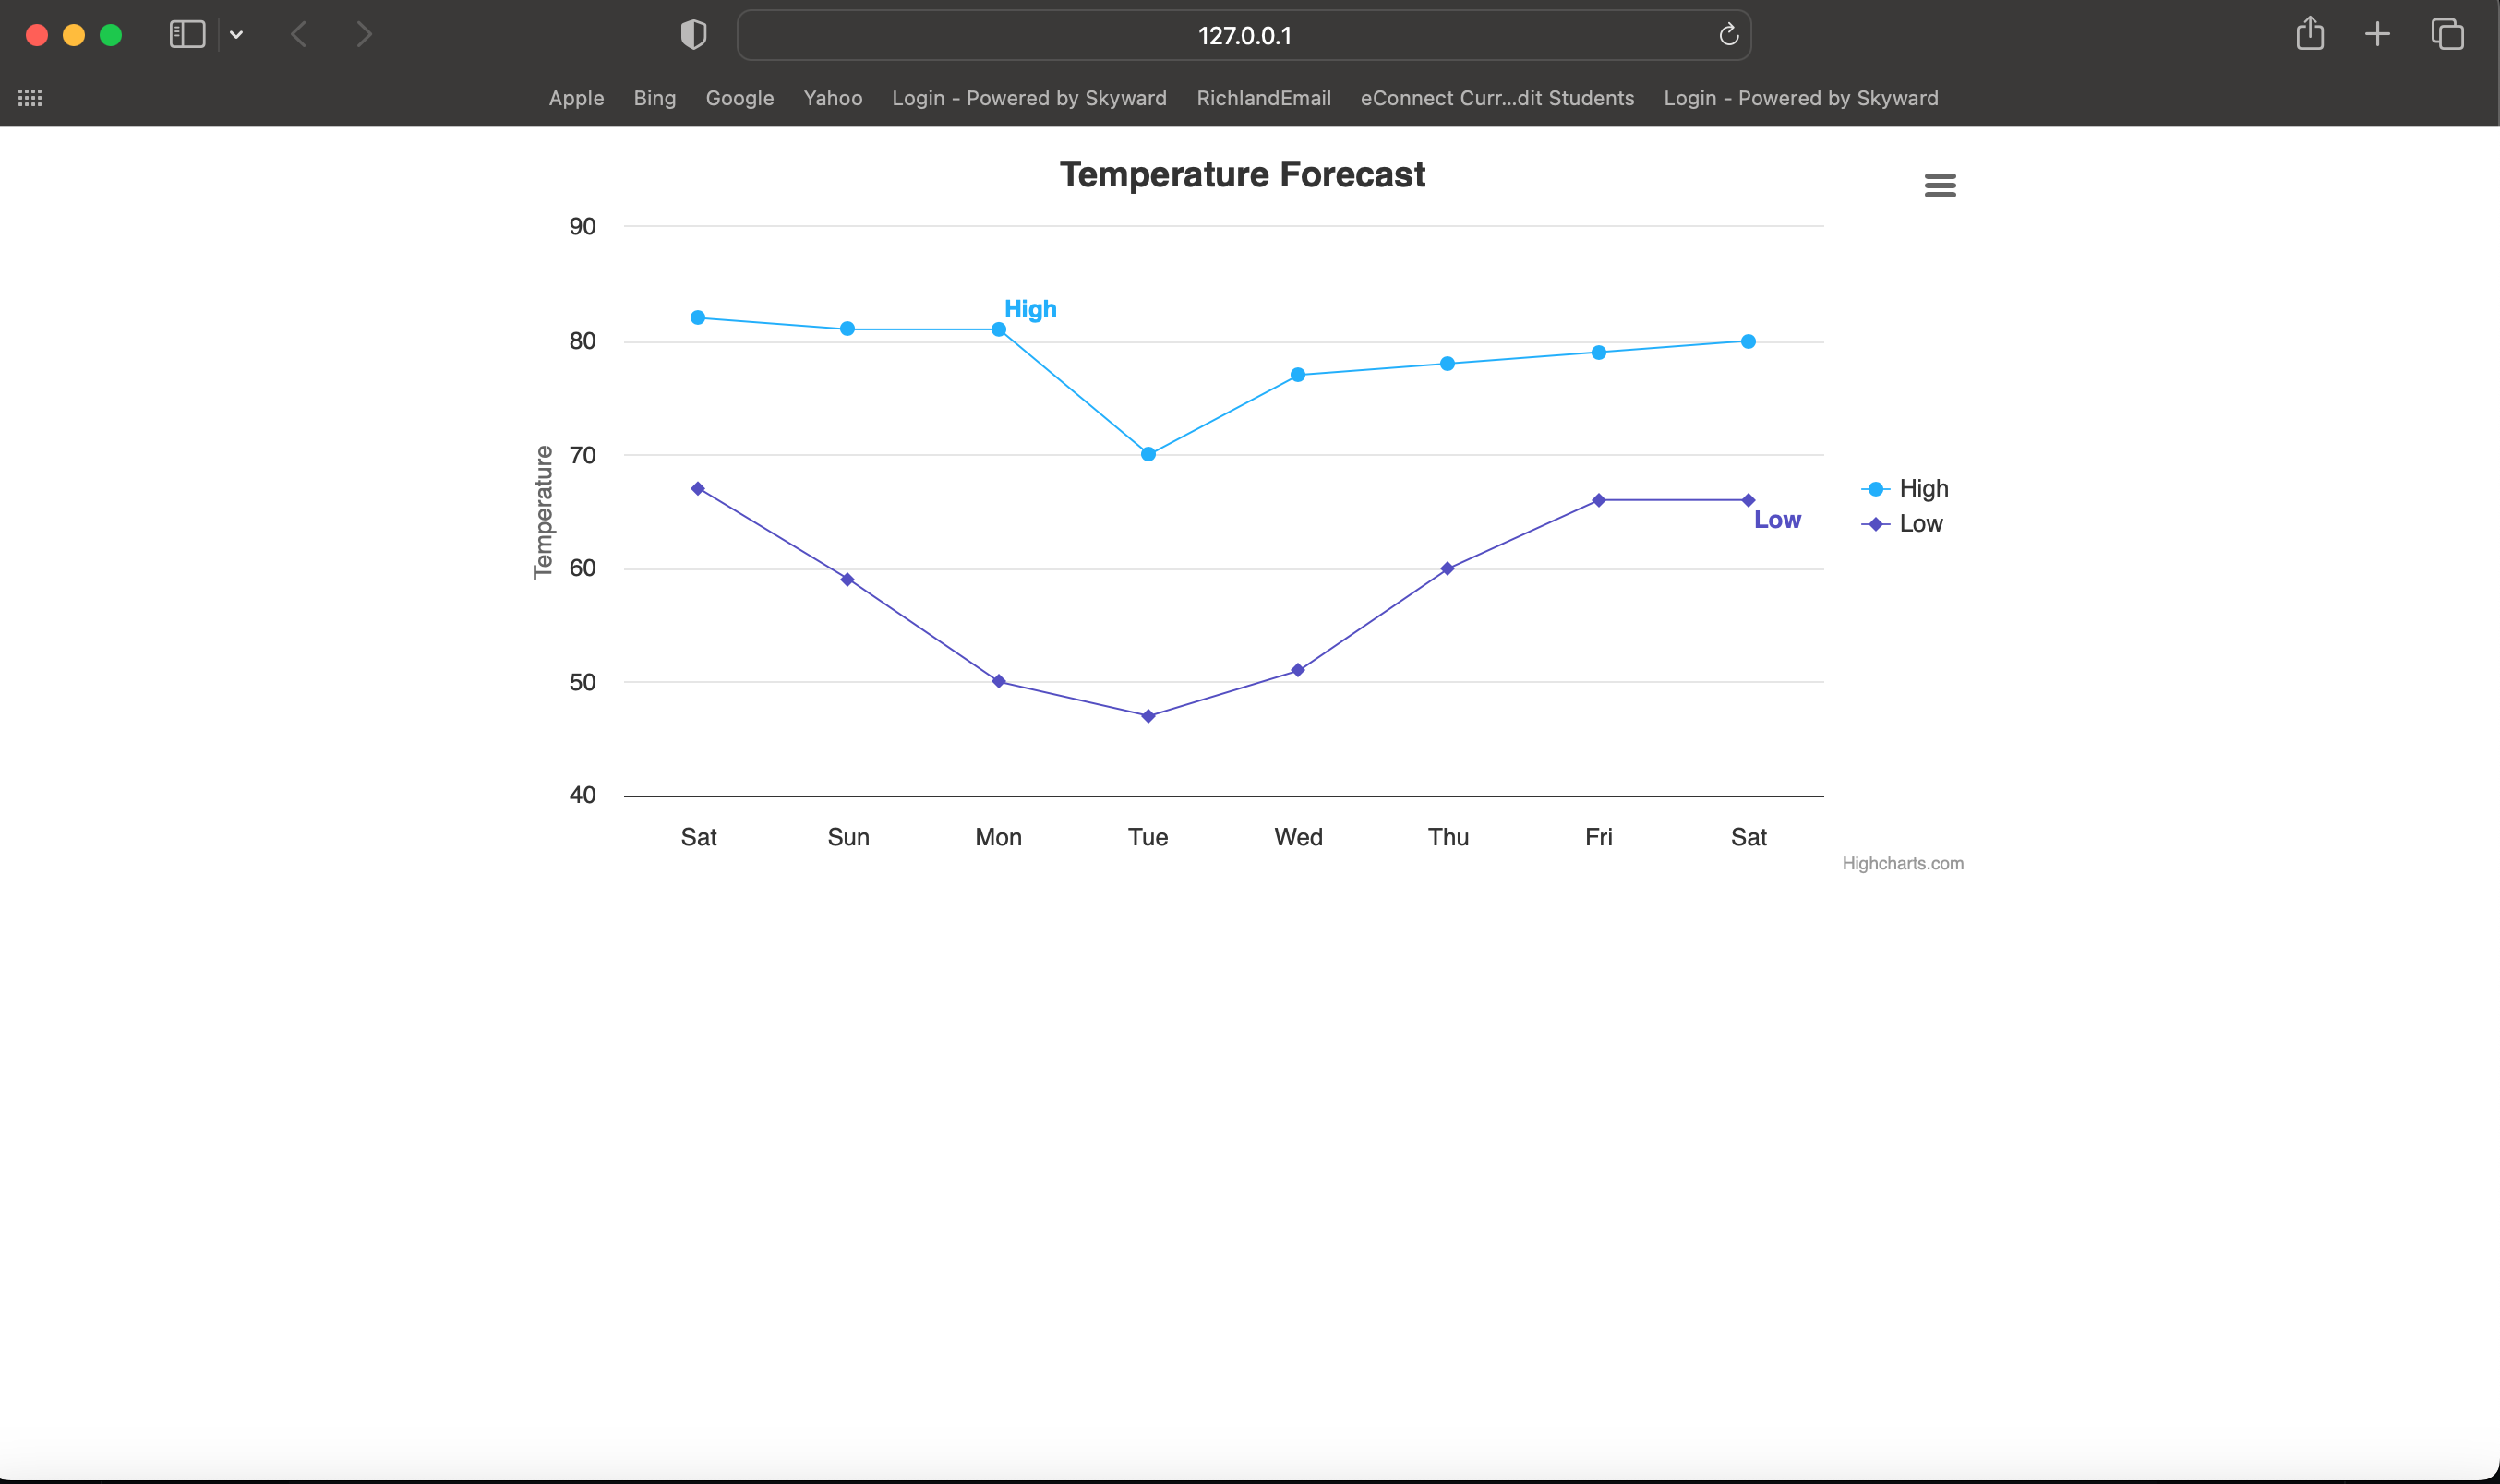 127.0.0.1
Apple Bing Google Yahoo Login - Powered by Skyward RichlandEmail eConnect Curr...dit Students Login - Powered by Skyward
Temperature Forecast
90
80
70
60
50
40
Temperature
High
Low
High
Low
Sat Sun Mon Tue Wed Thu Fri Sat
Highcharts.com